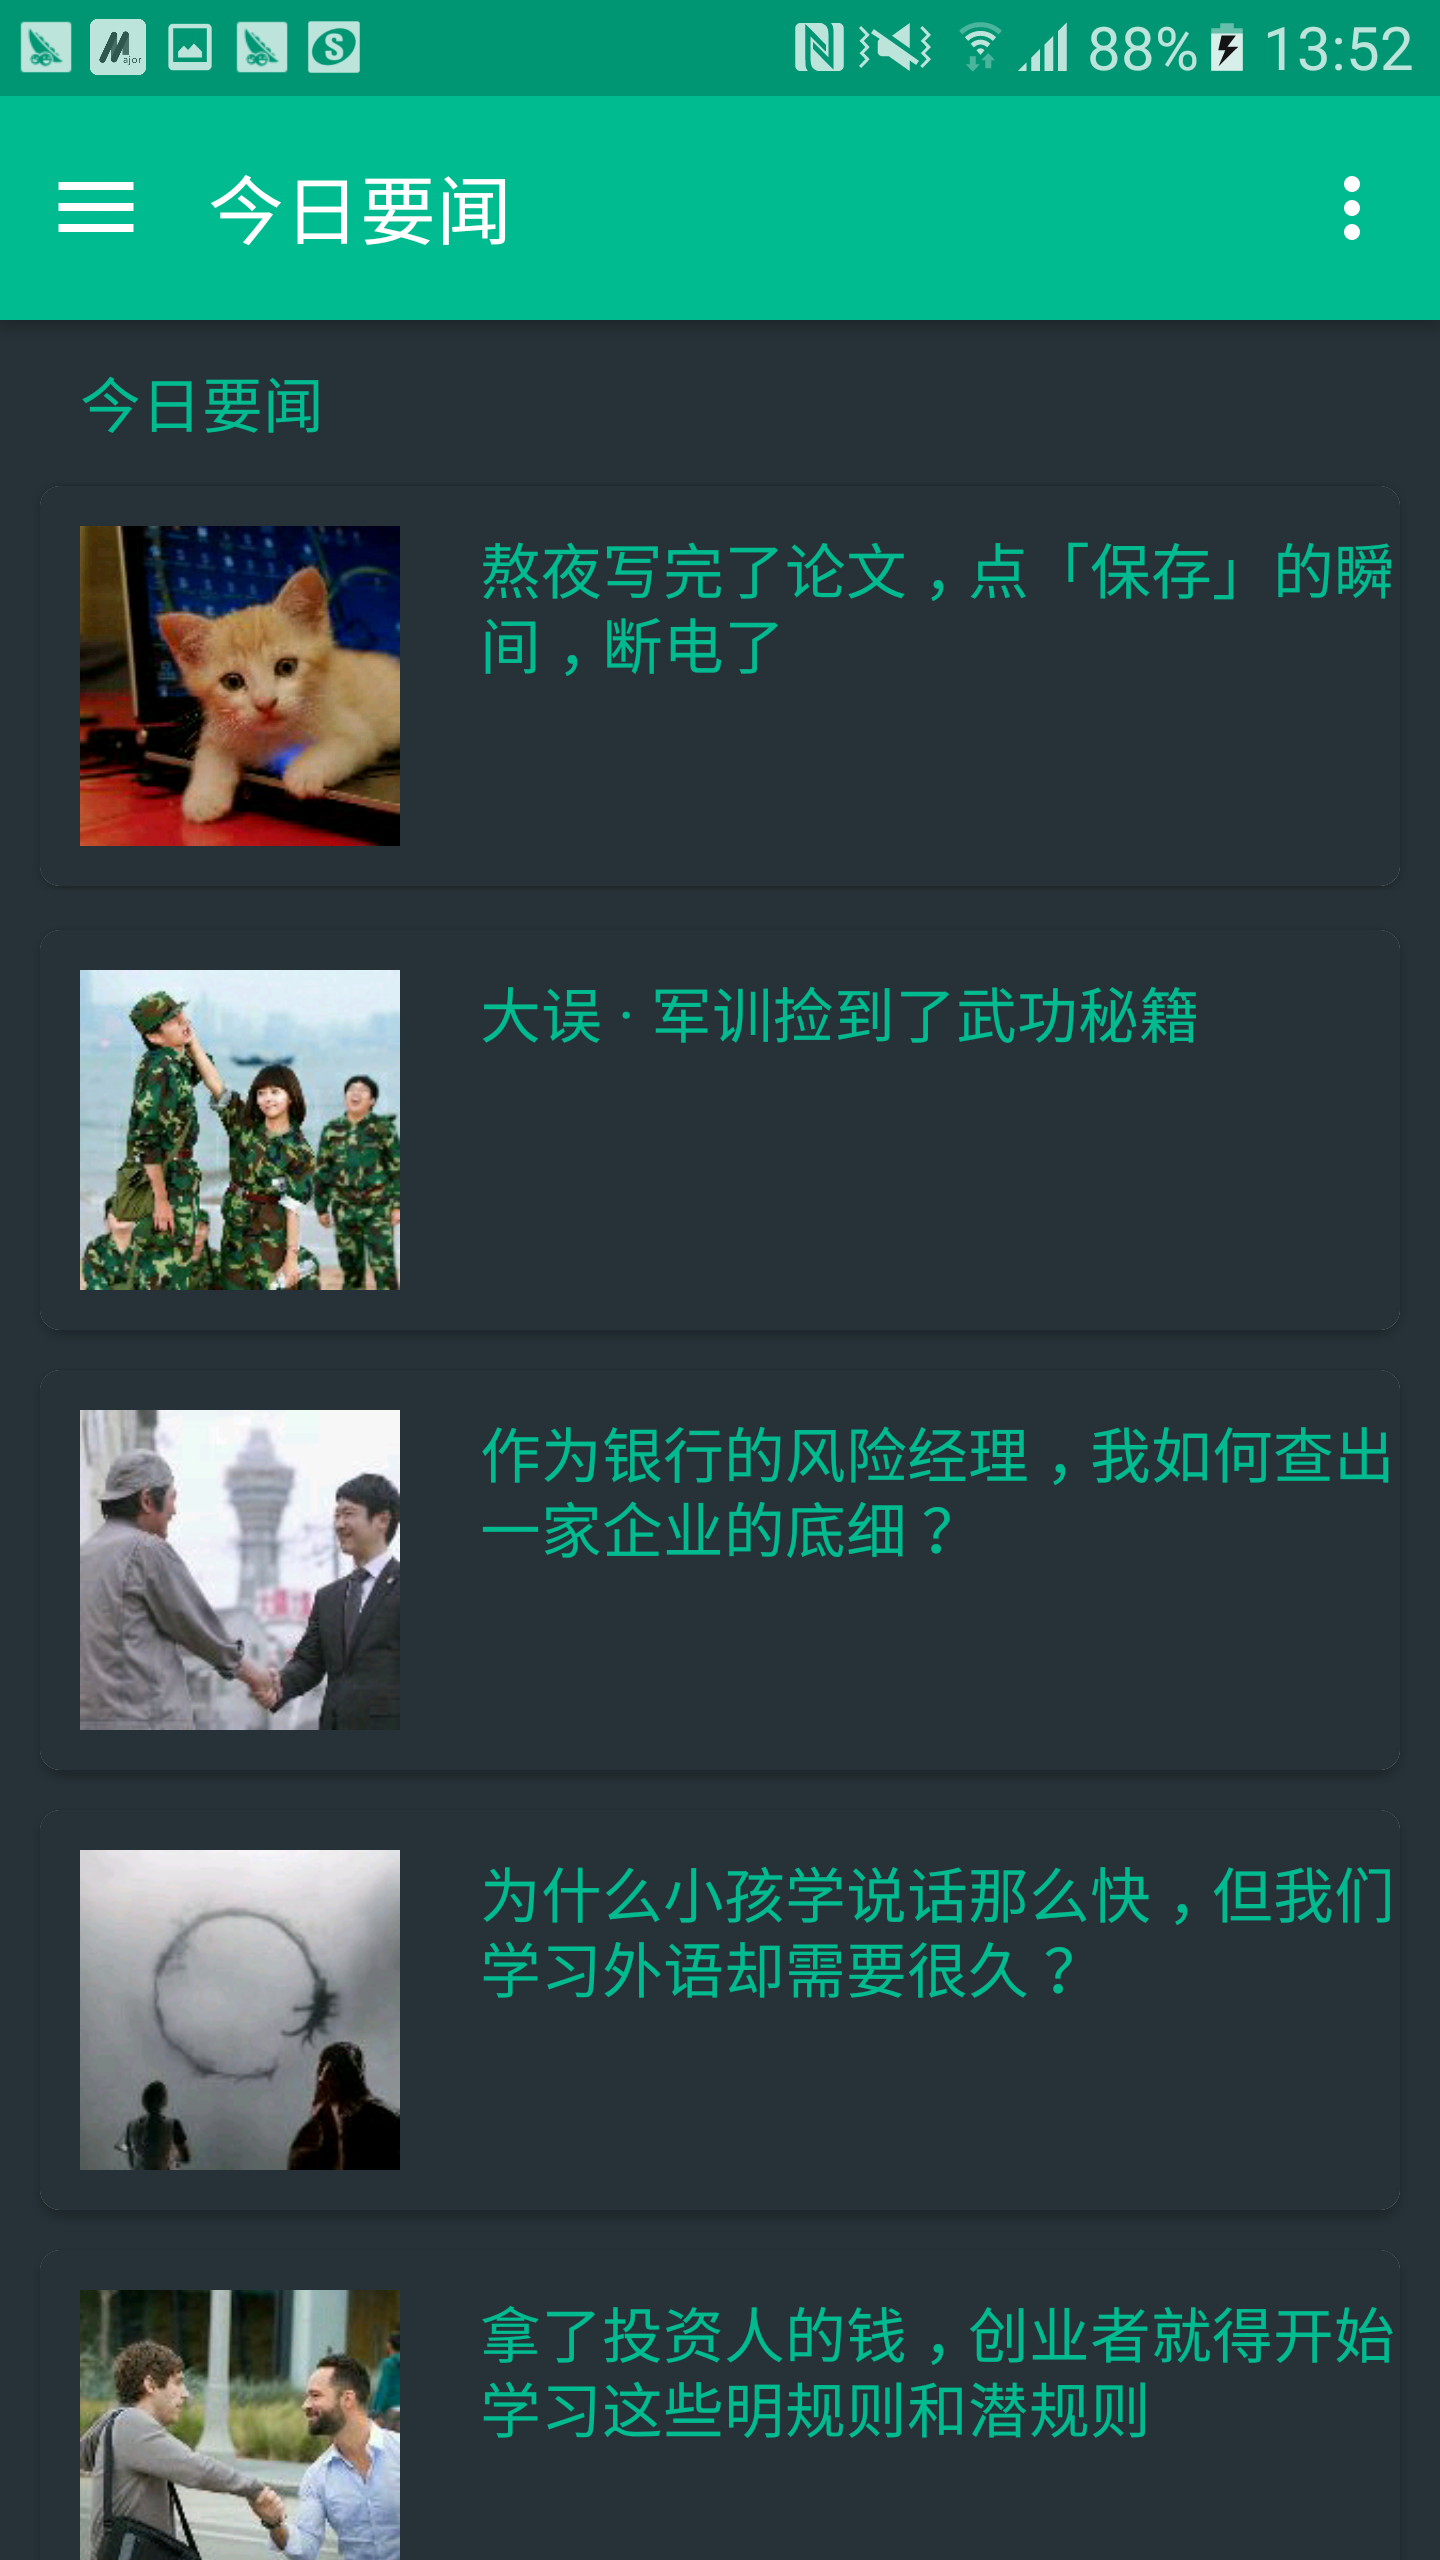 88% 13:52
今日要闻
今日要闻
熬夜写完了论文，点「保存」的瞬
间，断电了
大误 · 军训捡到了武功秘籍
作为银行的风险经理，我如何查出
一家企业的底细？
为什么小孩学说话那么快，但我们
学习外语却需要很久？
拿了投资人的钱，创业者就得开始
学习这些明规则和潜规则